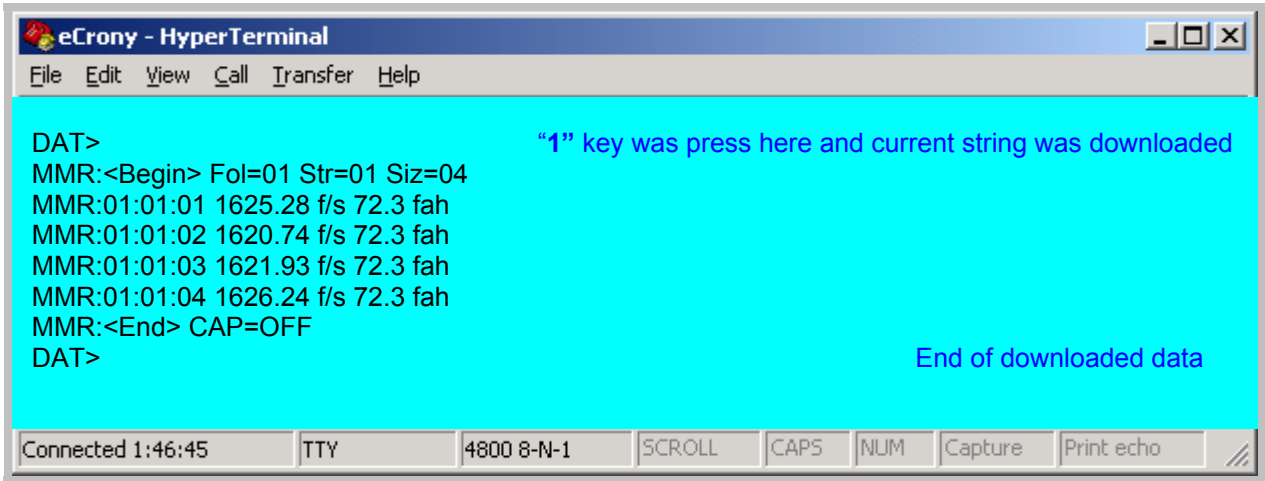 eCrony - HyperTerminal
File Edit View Call Transfer Help
DAT> “1” key was press here and current string was downloaded
MMR:<Begin> Fol=01 Str=01 Siz=04
MMR:01:01:01 1625.28 f/s 72.3 fah
MMR:01:01:02 1620.74 f/s 72.3 fah
MMR:01:01:03 1621.93 f/s 72.3 fah
MMR:01:01:04 1626.24 f/s 72.3 fah
MMR:<End> CAP=OFF
DAT> End of downloaded data
Connected 1:46:45 TTY 4800 8-N-1 SCROLL CAPS NUM Capture Print echo